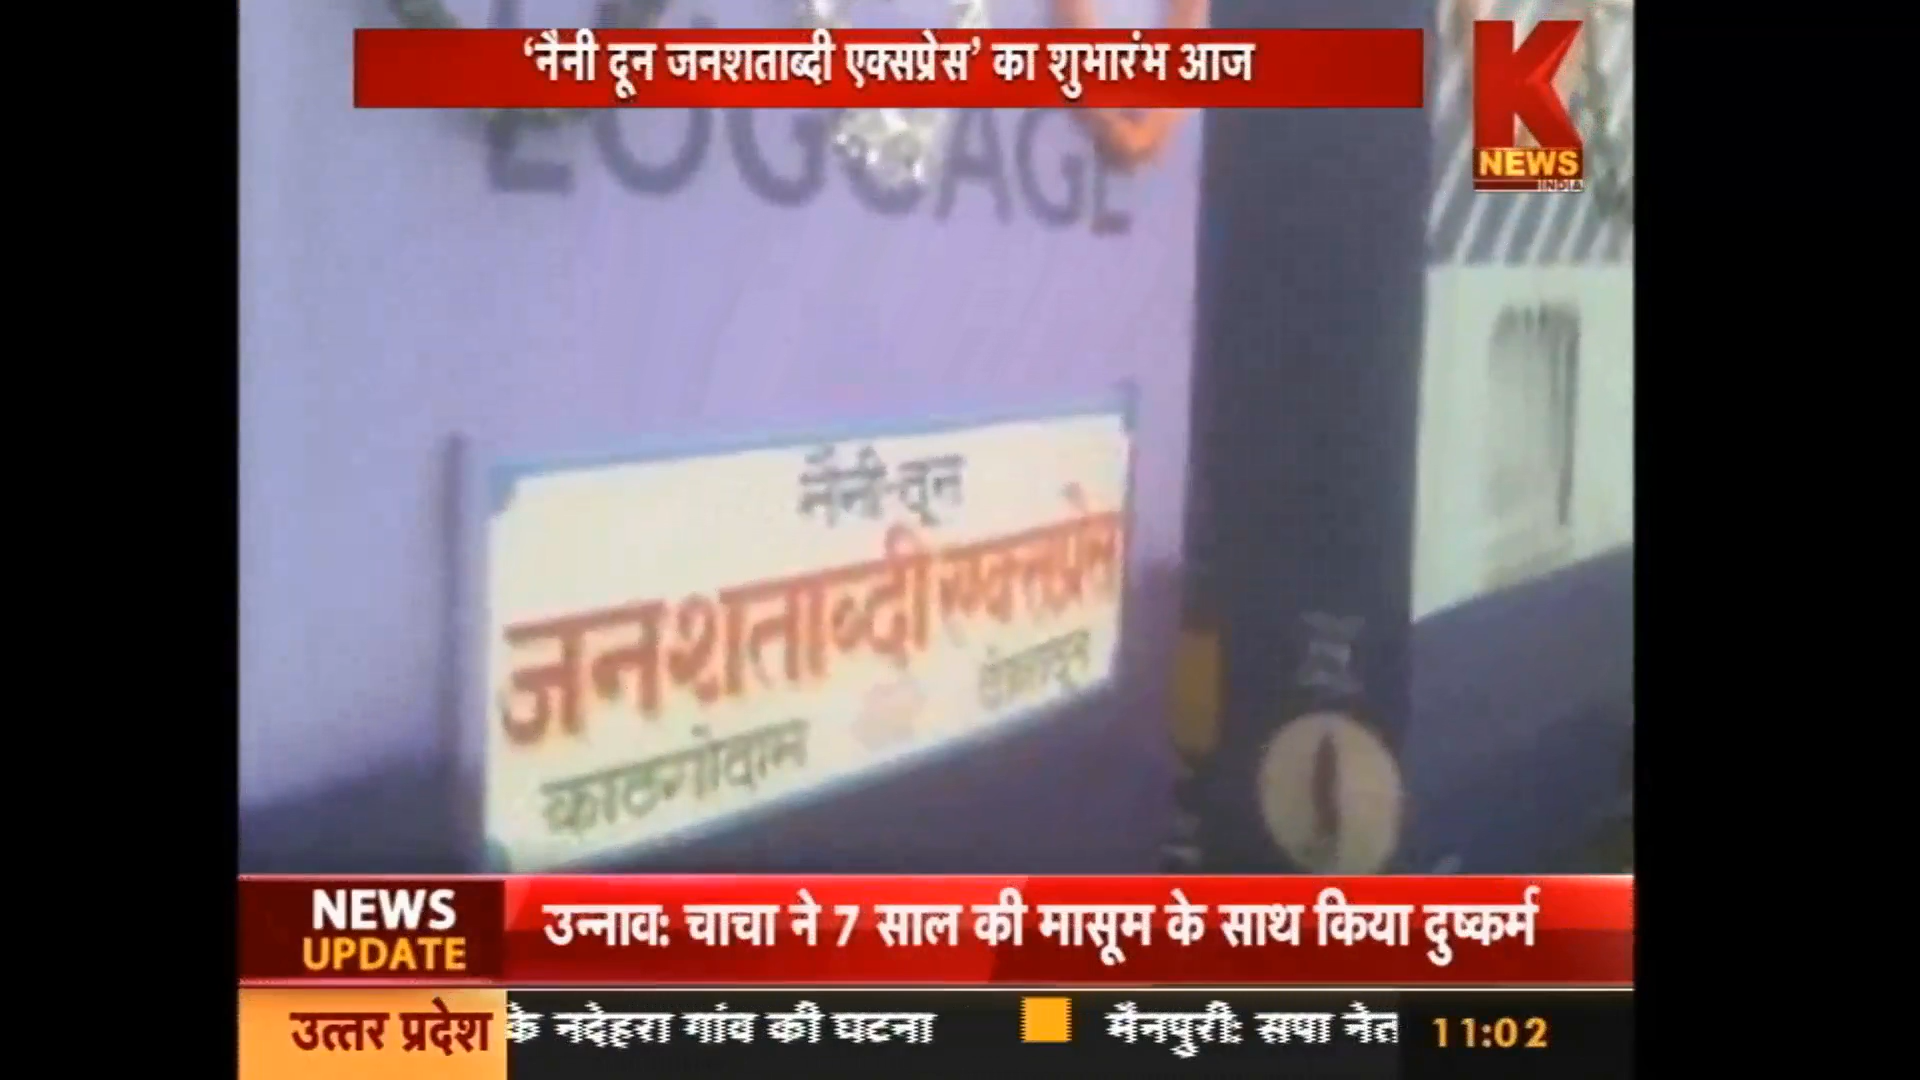 ‘नैनी दून जनशताब्दी एक्सप्रेस’ का शुभारंभ आज
K
NEWS
INDIA
LUGGAGE
नैनी-दून
जनशताब्दी एक्सप्रेस
काठगोदाम
देहरादून
NEWS
UPDATE
उन्नाव: चाचा ने 7 साल की मासूम के साथ किया दुष्कर्म
उत्तर प्रदेश
के नदेहरा गांव की घटना
मैनपुरी: सपा नेत
11:02